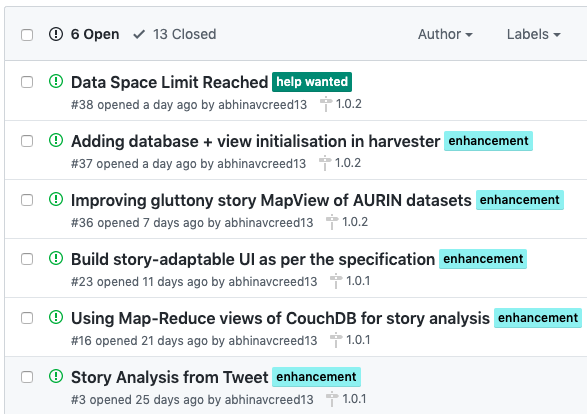 6 Open 13 Closed Author Labels
Data Space Limit Reached help wanted
#38 opened a day ago by abhinavcreed13 1.0.2
Adding database + view initialisation in harvester enhancement
#37 opened a day ago by abhinavcreed13 1.0.2
Improving gluttony story MapView of AURIN datasets enhancement
#36 opened 7 days ago by abhinavcreed13 1.0.2
Build story-adaptable UI as per the specification enhancement
#23 opened 11 days ago by abhinavcreed13 1.0.1
Using Map-Reduce views of CouchDB for story analysis enhancement
#16 opened 21 days ago by abhinavcreed13 1.0.1
Story Analysis from Tweet enhancement
#3 opened 25 days ago by abhinavcreed13 1.0.1